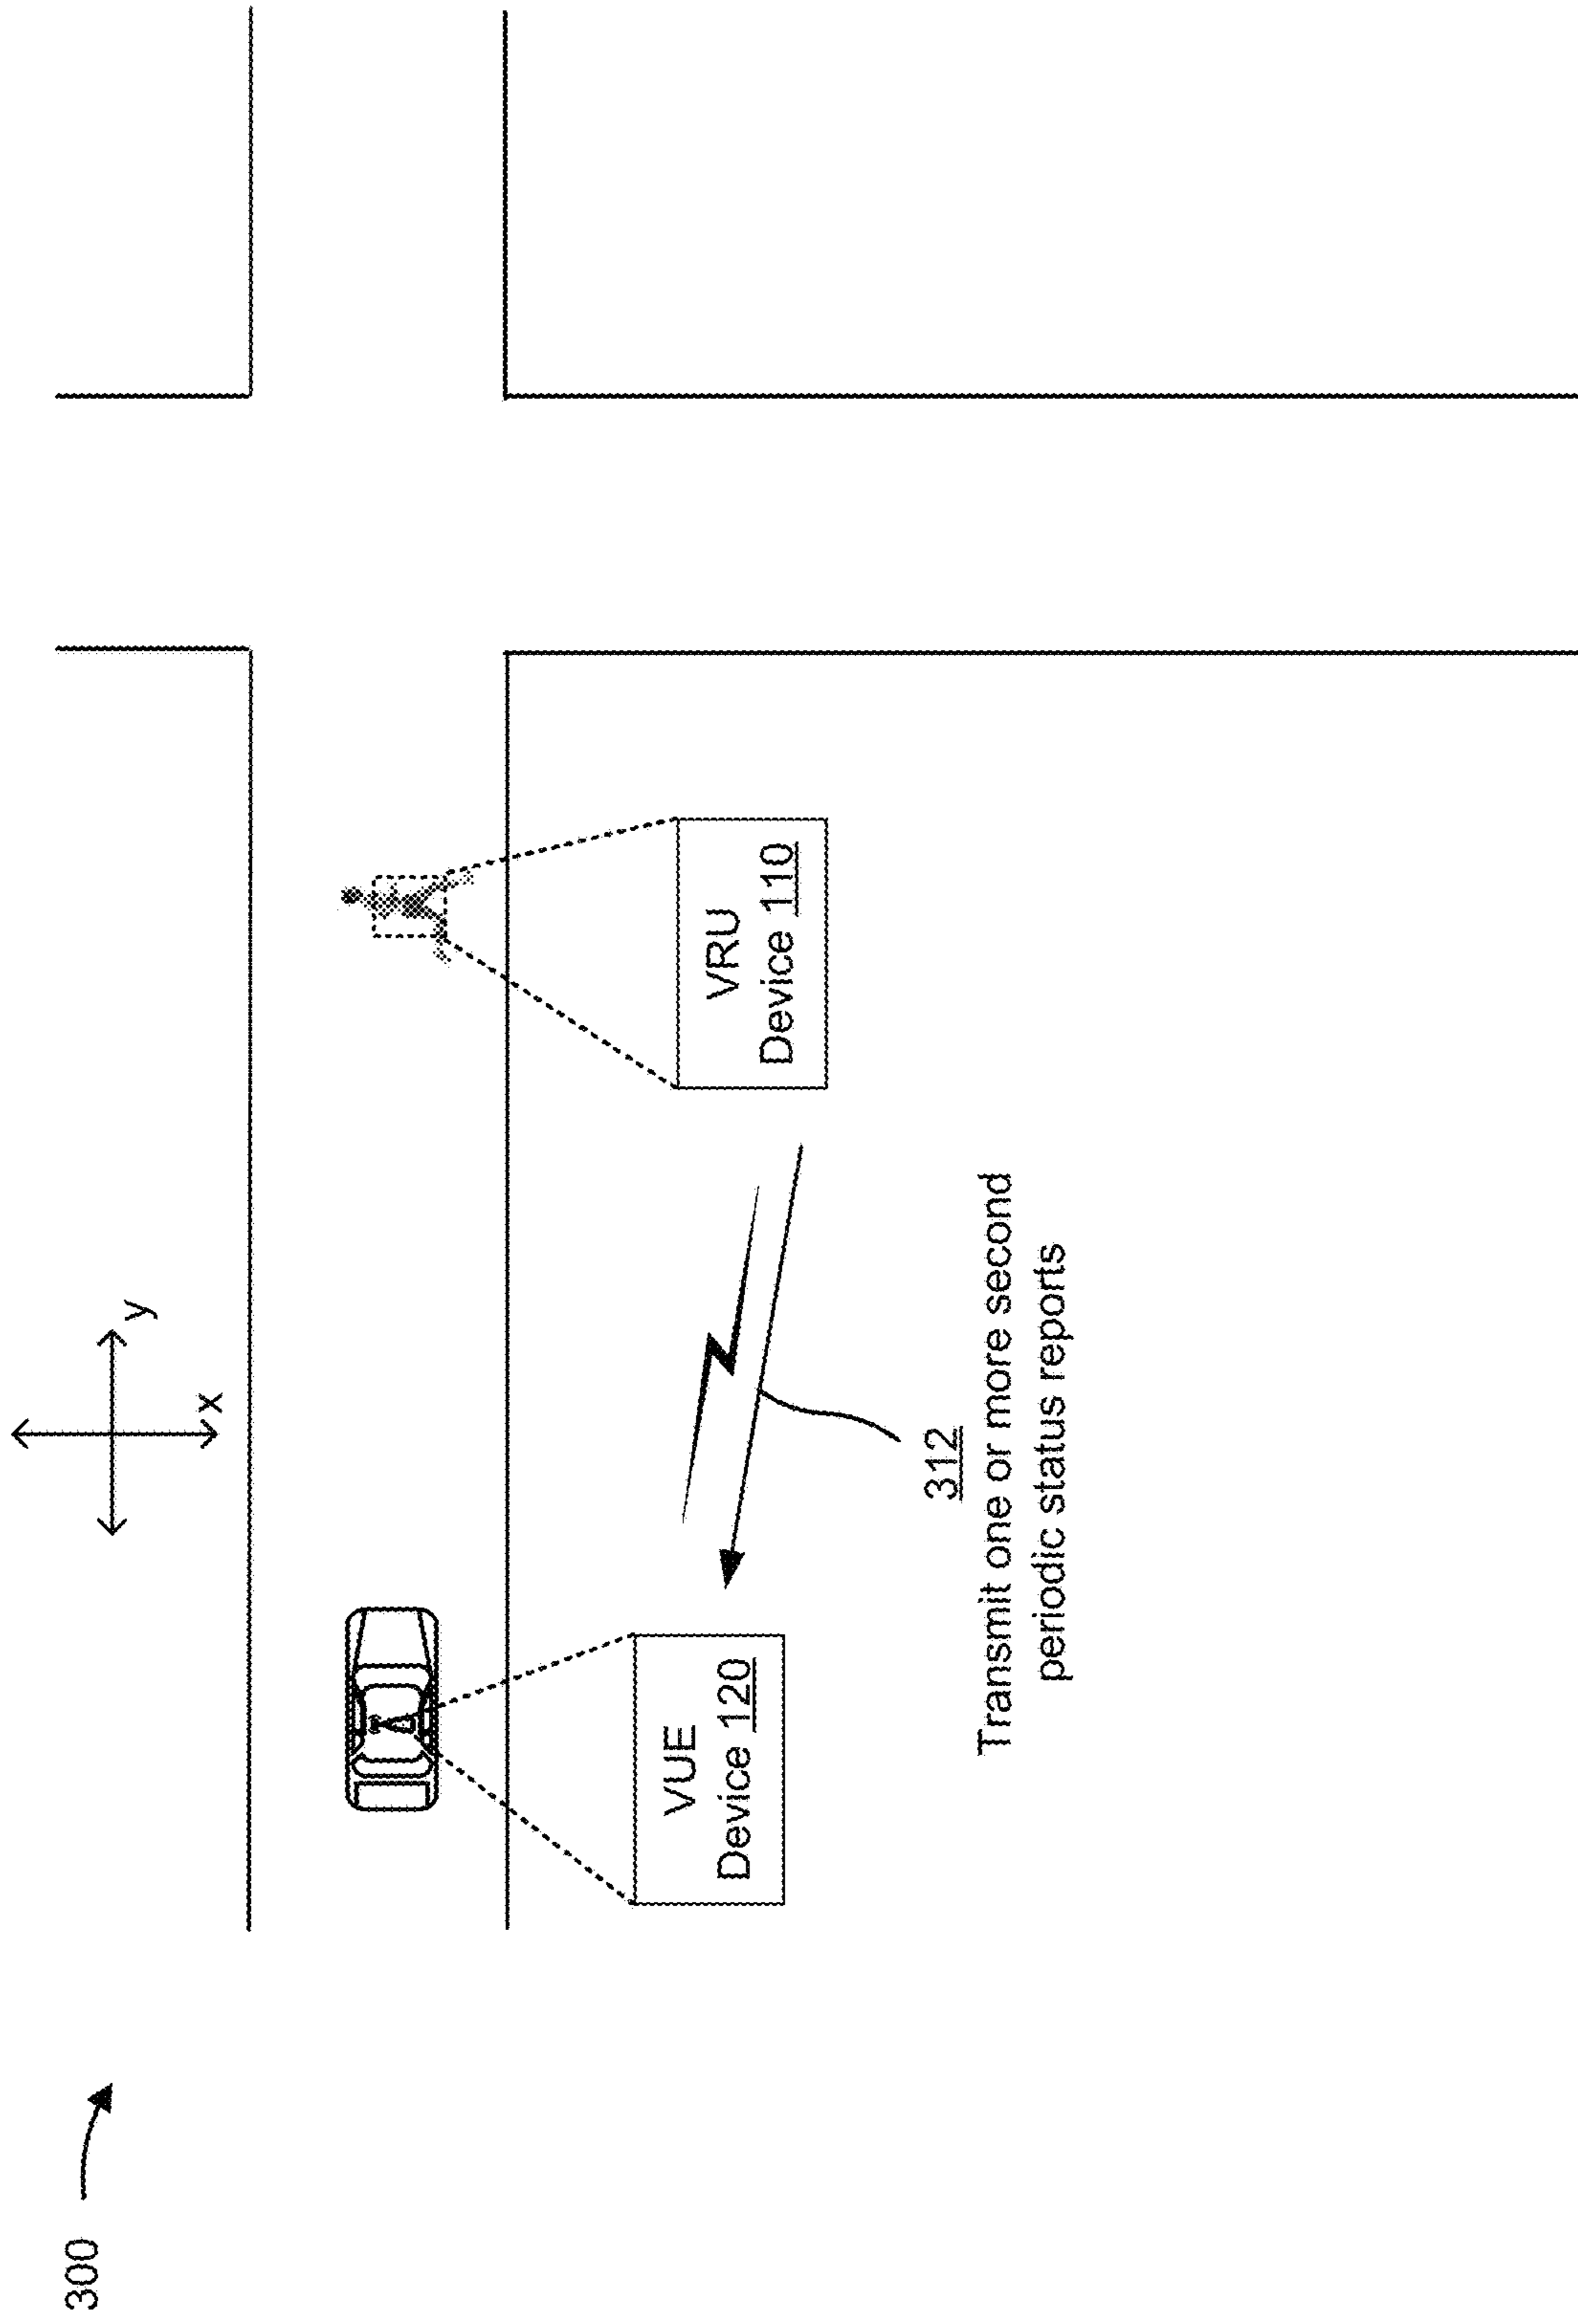 300
y
x
VUE
Device 120
VRU
Device 110
312
Transmit one or more second
periodic status reports